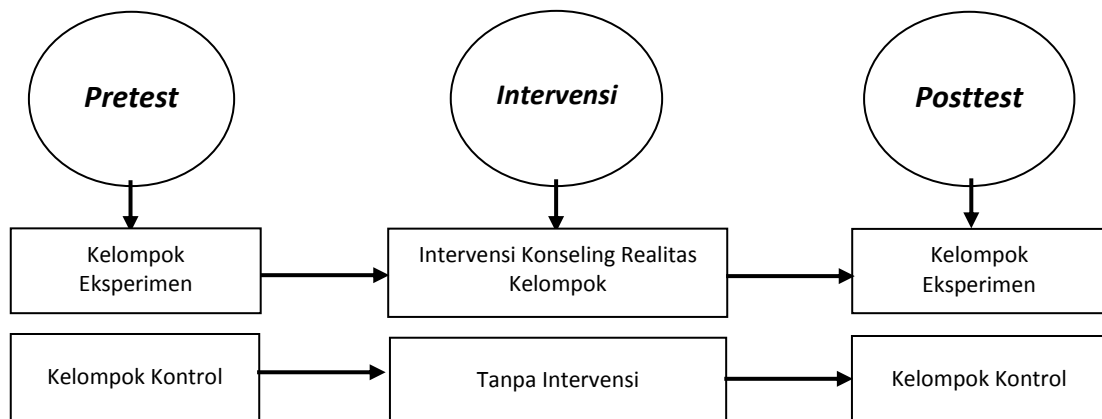 Pretest
Intervensi
Posttest
Kelompok
Eksperimen
Intervensi Konseling Realitas
Kelompok
Kelompok
Eksperimen
Kelompok Kontrol
Tanpa Intervensi
Kelompok Kontrol